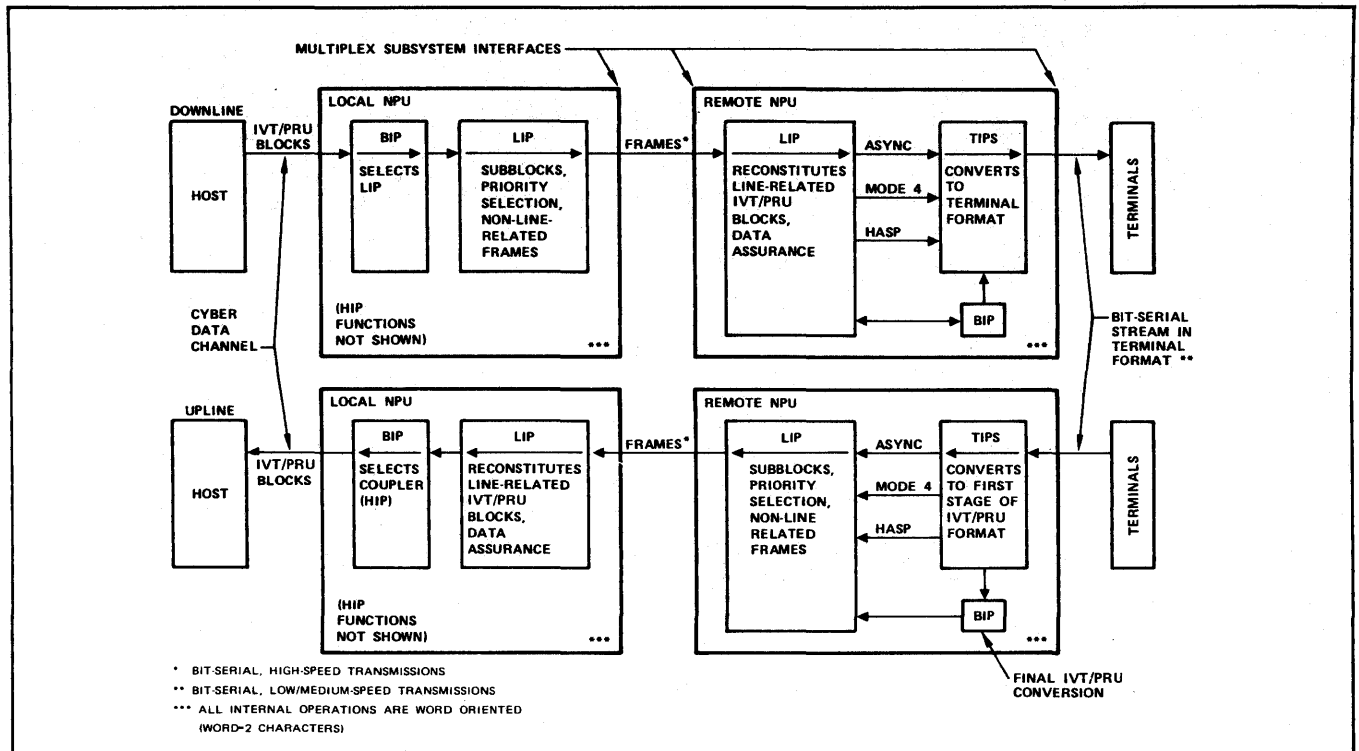 MULTIPLEX SUBSYSTEM INTERFACES
DOWNLINE
HOST
IVT/PRU
BLOCKS
LOCAL NPU
BIP
SELECTS
LIP
LIP
SUBBLOCKS,
PRIORITY
SELECTION,
NON-LINE-
RELATED
FRAMES
(HIP
FUNCTIONS
NOT SHOWN)
***
FRAMES*
REMOTE NPU
LIP
RECONSTITUTES
LINE-RELATED
IVT/PRU
BLOCKS,
DATA
ASSURANCE
ASYNC
MODE 4
HASP
TIPS
CONVERTS
TO
TERMINAL
FORMAT
BIP
***
TERMINALS
CYBER
DATA
CHANNEL
BIT-SERIAL
STREAM IN
TERMINAL
FORMAT **
UPLINE
HOST
IVT/PRU
BLOCKS
LOCAL NPU
BIP
SELECTS
COUPLER
(HIP)
LIP
RECONSTITUTES
LINE-RELATED
IVT/PRU
BLOCKS,
DATA
ASSURANCE
(HIP
FUNCTIONS
NOT SHOWN)
***
FRAMES*
REMOTE NPU
LIP
SUBBLOCKS,
PRIORITY
SELECTION,
NON-LINE
RELATED
FRAMES
ASYNC
MODE 4
HASP
TIPS
CONVERTS
TO FIRST
STAGE OF
IVT/PRU
FORMAT
BIP
***
TERMINALS
FINAL IVT/PRU
CONVERSION
* BIT-SERIAL, HIGH-SPEED TRANSMISSIONS
** BIT-SERIAL, LOW/MEDIUM-SPEED TRANSMISSIONS
*** ALL INTERNAL OPERATIONS ARE WORD ORIENTED
(WORD-2 CHARACTERS)